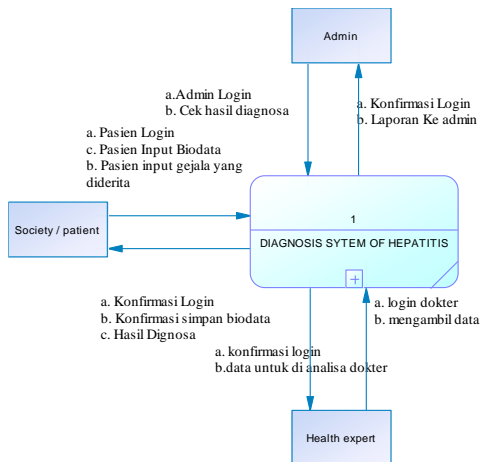 Admin
a.Admin Login
b. Cek hasil diagnosa
a. Konfirmasi Login
b. Laporan Ke admin
a. Pasien Login
c. Pasien Input Biodata
b. Pasien input gejala yang
diderita
Society / patient
1
DIAGNOSIS SYTEM OF HEPATITIS
a. Konfirmasi Login
b. Konfirmasi simpan biodata
c. Hasil Dignosa
a. login dokter
b. mengambil data
a. konfirmasi login
b.data untuk di analisa dokter
Health expert